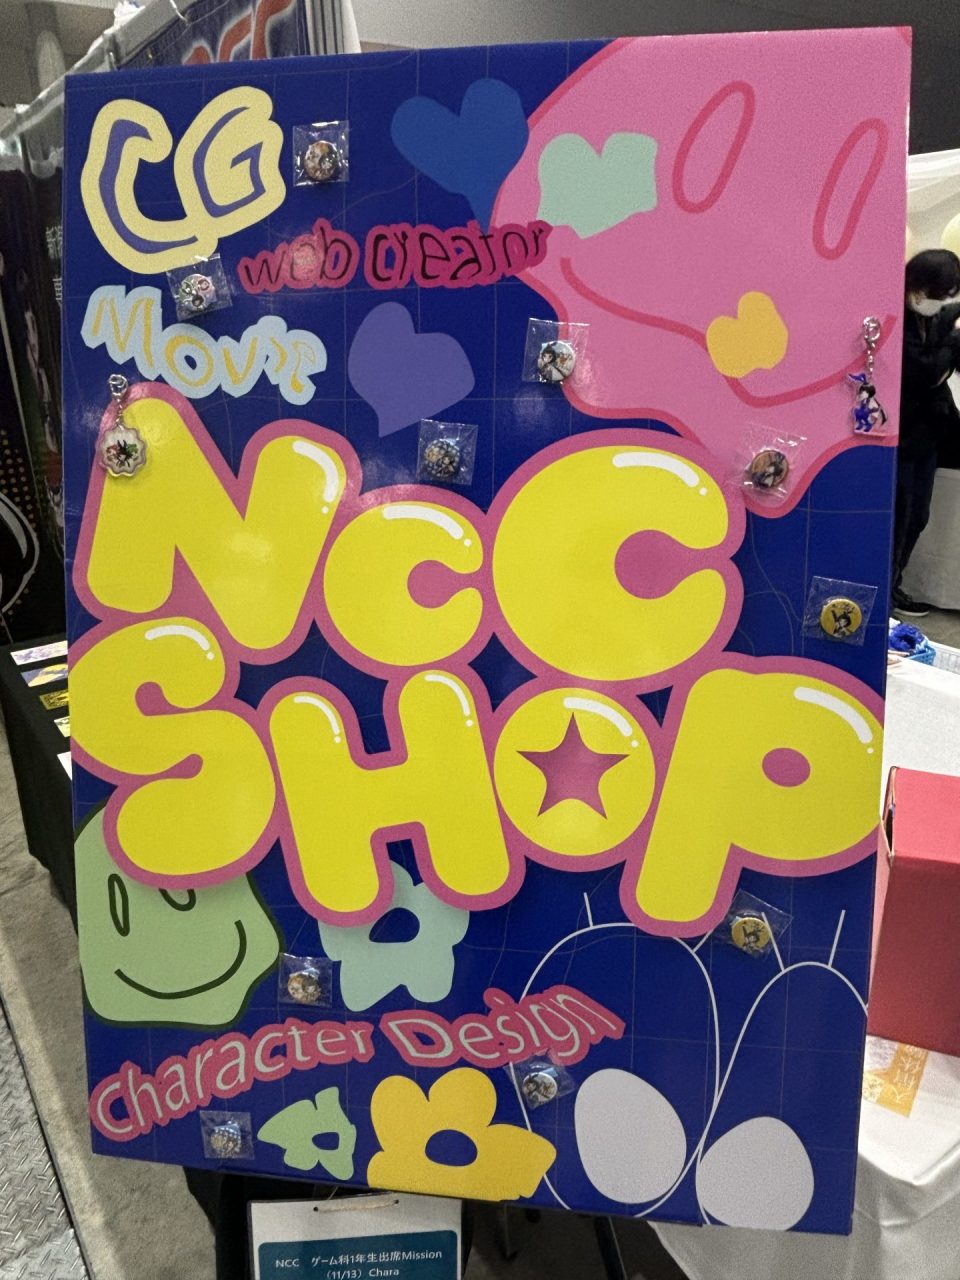 CG
web creator
Movie
NCC
SHOP
Character Design
NCC ゲーム科1年生出席Mission
(11/13) Chara